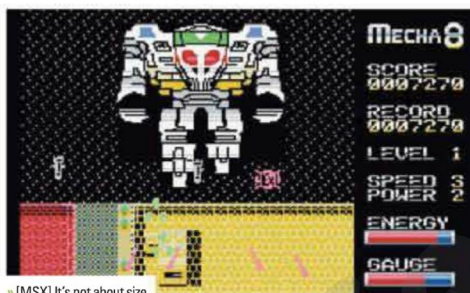 MECHA 8
SCORE
0007270
RECORD
0007270
LEVEL 1
SPEED 3
POWER 2
ENERGY
GAUGE
» [MSX] It's not about size